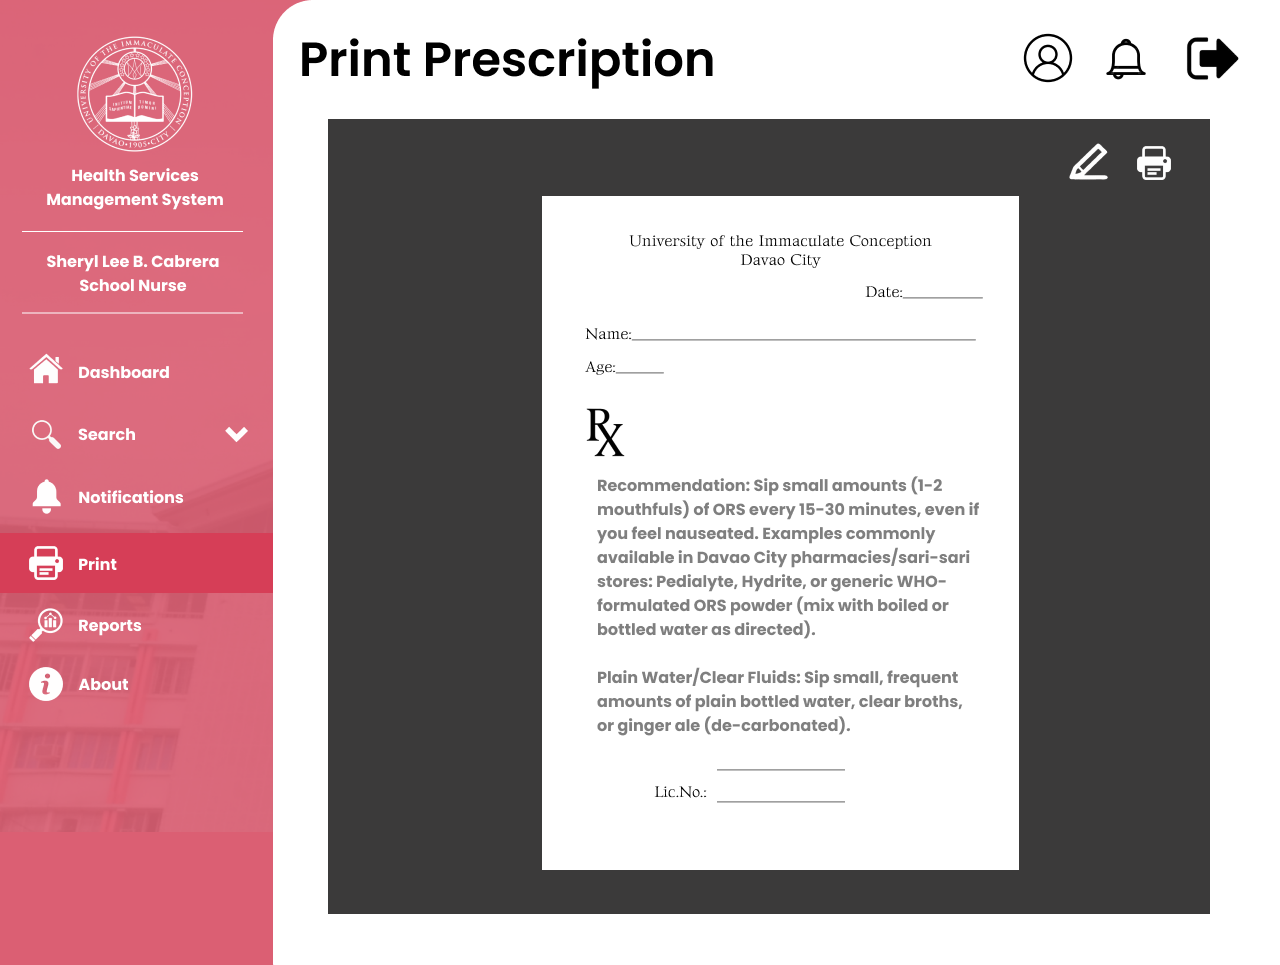 Print Prescription
UNIVERSITY OF THE IMMACULATE CONCEPTION
DAVAO•1905•CITY
Health Services
Management System
Sheryl Lee B. Cabrera
School Nurse
Dashboard
Search
Notifications
Print
Reports
About
University of the Immaculate Conception
Davao City
Date:__________
Name:___________________________________________
Age:______
Rx
Recommendation: Sip small amounts (1-2
mouthfuls) of ORS every 15-30 minutes, even if
you feel nauseated. Examples commonly
available in Davao City pharmacies/sari-sari
stores: Pedialyte, Hydrite, or generic WHO-
formulated ORS powder (mix with boiled or
bottled water as directed).
Plain Water/Clear Fluids: Sip small, frequent
amounts of plain bottled water, clear broths,
or ginger ale (de-carbonated).
________________
Lic.No.: ________________